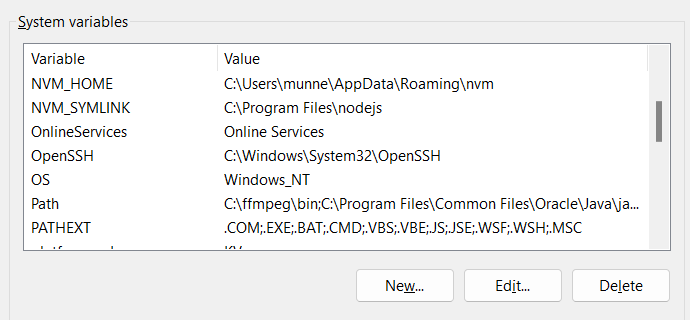 System variables
Variable Value
NVM_HOME C:\Users\munne\AppData\Roaming\nvm
NVM_SYMLINK C:\Program Files\nodejs
OnlineServices Online Services
OpenSSH C:\Windows\System32\OpenSSH
OS Windows_NT
Path C:\ffmpeg\bin;C:\Program Files\Common Files\Oracle\Java\ja...
PATHEXT .COM;.EXE;.BAT;.CMD;.VBS;.VBE;.JS;.JSE;.WSF;.WSH;.MSC
New... Edit... Delete